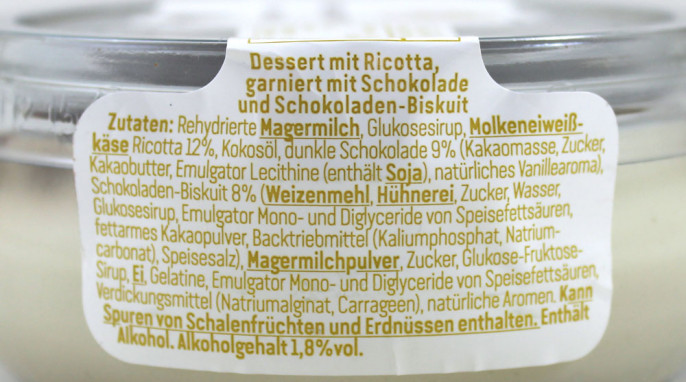 Dessert mit Ricotta,
garniert mit Schokolade
und Schokoladen-Biskuit
Zutaten: Rehydrierte Magermilch, Glukosesirup, Molkeneiweiß-
käse Ricotta 12%, Kokosöl, dunkle Schokolade 9% (Kakaomasse, Zucker,
Kakaobutter, Emulgator Lecithine (enthält Soja), natürliches Vanillearoma),
Schokoladen-Biskuit 8% (Weizenmehl, Hühnerei, Zucker, Wasser,
Glukosesirup, Emulgator Mono- und Diglyceride von Speisefettsäuren,
fettarmes Kakaopulver, Backtriebmittel (Kaliumphosphat, Natrium-
carbonat), Speisesalz), Magermilchpulver, Zucker, Glukose-Fruktose-
Sirup, Ei, Gelatine, Emulgator Mono- und Diglyceride von Speisefettsäuren,
Verdickungsmittel (Natriumalginat, Carrageen), natürliche Aromen. Kann
Spuren von Schalenfrüchten und Erdnüssen enthalten. Enthält
Alkohol. Alkoholgehalt 1,8%vol.